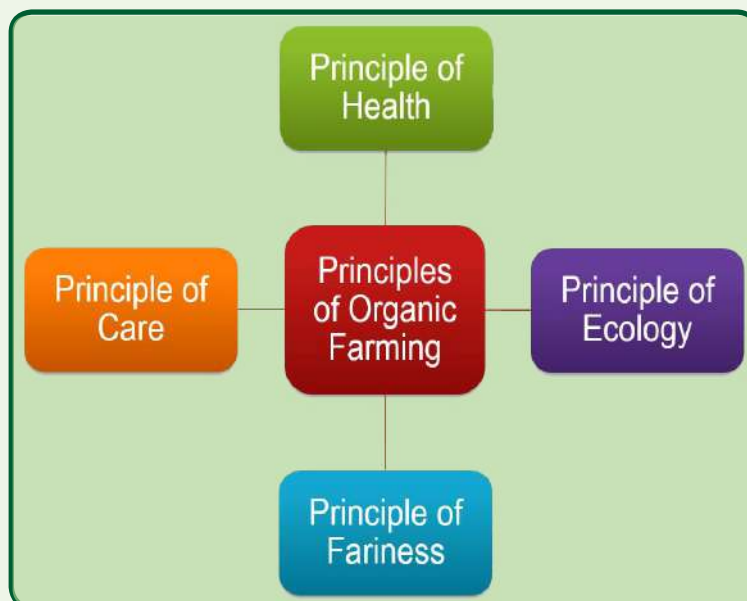 Principle of
Health
Principle of
Care
Principles
of Organic
Farming
Principle of
Ecology
Principle of
Fariness